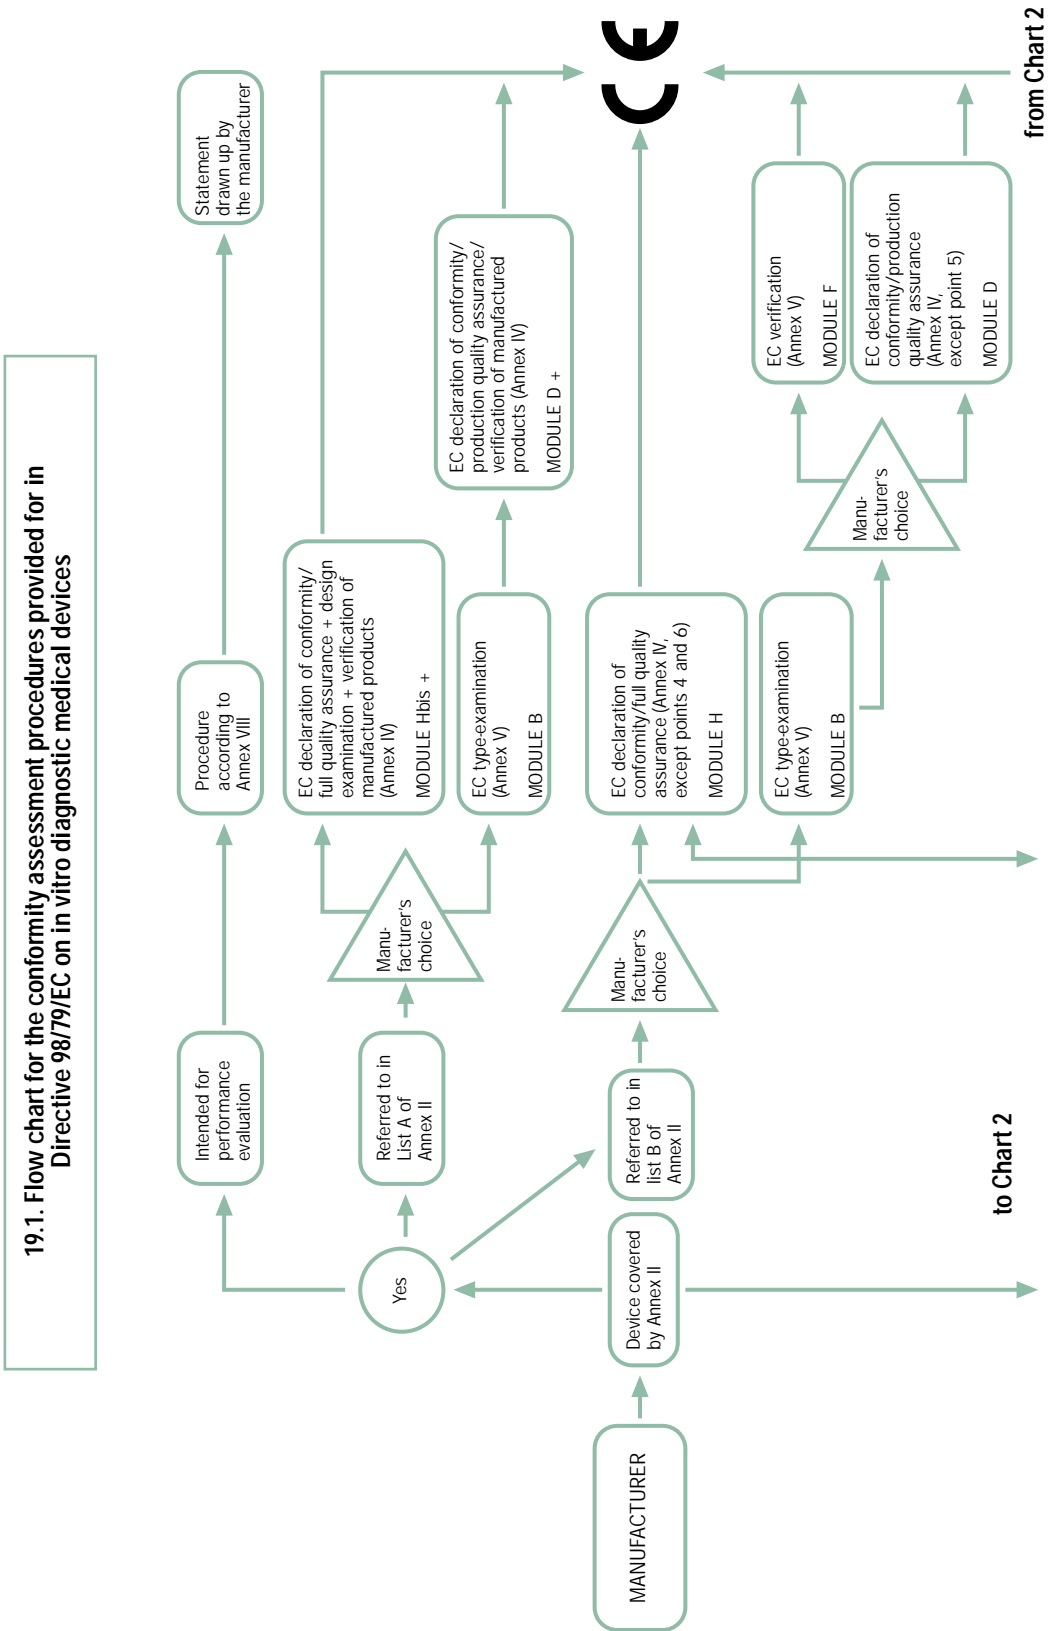 19.1. Flow chart for the conformity assessment procedures provided for in
Directive 98/79/EC on in vitro diagnostic medical devices
MANUFACTURER
Device covered
by Annex II
Yes
Intended for
performance
evaluation
Procedure
according to
Annex VIII
Statement
drawn up by
the manufacturer
Referred to in
List A of
Annex II
Manu-
facturer's
choice
EC declaration of conformity/
full quality assurance + design
examination + verification of
manufactured products
(Annex IV)
MODULE Hbis +
EC type-examination
(Annex V)
MODULE B
EC declaration of conformity/
production quality assurance/
verification of manufactured
products (Annex IV)
MODULE D +
Referred to in
list B of
Annex II
Manu-
facturer's
choice
EC declaration of
conformity/full quality
assurance (Annex IV,
except points 4 and 6)
MODULE H
EC type-examination
(Annex V)
MODULE B
Manu-
facturer's
choice
EC verification
(Annex V)
MODULE F
EC declaration of
conformity/production
quality assurance
(Annex IV,
except point 5)
MODULE D
CE
to Chart 2
from Chart 2